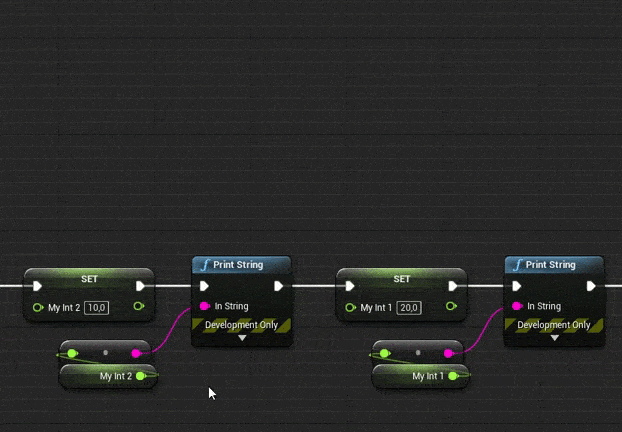 SET
My Int 2 10,0
f Print String
In String
Development Only
My Int 2
SET
My Int 1 20,0
f Print String
In String
Development Only
My Int 1